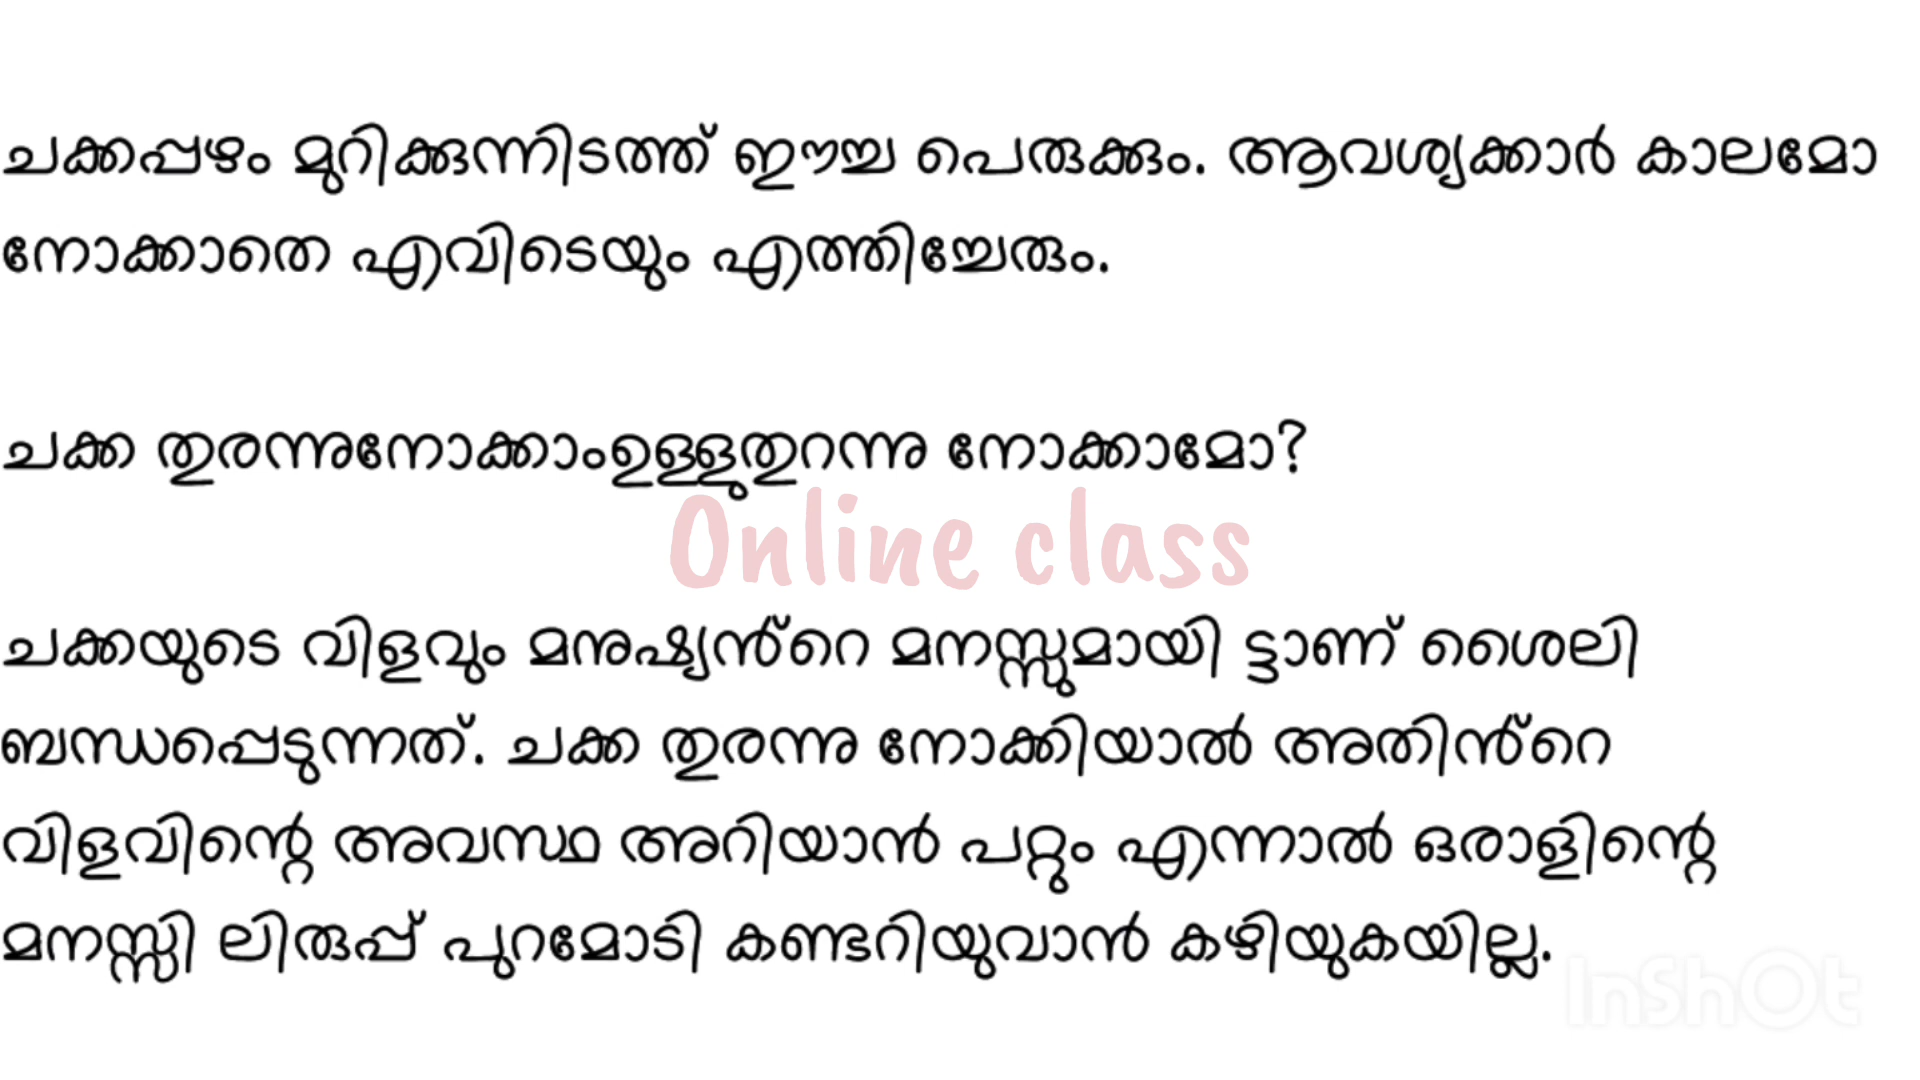 ചക്കപ്പഴം മുറിക്കുന്നിടത്ത് ഈച്ച പെരുക്കും. ആവശ്യക്കാർ കാലമോ
നോക്കാതെ എവിടെയും എത്തിച്ചേരും.
ചക്ക തുരന്നുനോക്കാംഉള്ളുതുറന്നു നോക്കാമോ?
Online class
ചക്കയുടെ വിളവും മനുഷ്യൻ്റെ മനസ്സുമായി ട്ടാണ് ശൈലി
ബന്ധപ്പെടുന്നത്. ചക്ക തുരന്നു നോക്കിയാൽ അതിൻ്റെ
വിളവിന്റെ അവസ്ഥ അറിയാൻ പറ്റും എന്നാൽ ഒരാളിന്റെ
മനസ്സി ലിരുപ്പ് പുറമോടി കണ്ടറിയുവാൻ കഴിയുകയില്ല.
InShOt